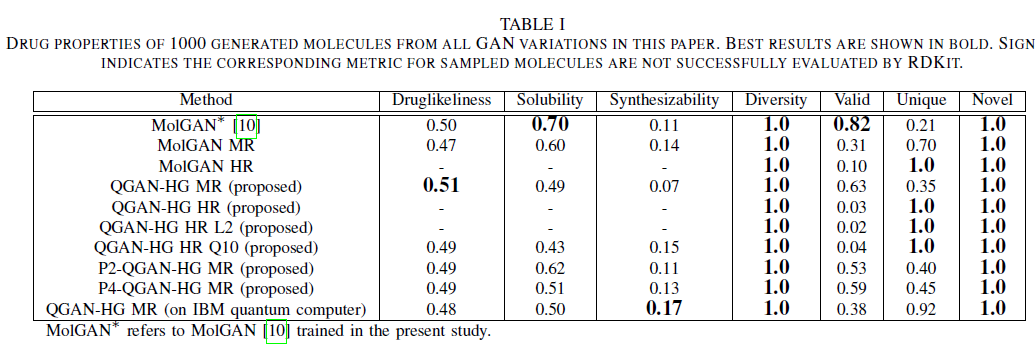 TABLE I
DRUG PROPERTIES OF 1000 GENERATED MOLECULES FROM ALL GAN VARIATIONS IN THIS PAPER. BEST RESULTS ARE SHOWN IN BOLD. SIGN
INDICATES THE CORRESPONDING METRIC FOR SAMPLED MOLECULES ARE NOT SUCCESSFULLY EVALUATED BY RDKIT.
Method Druglikeliness Solubility Synthesizability Diversity Valid Unique Novel
MolGAN* [10] 0.50 0.70 0.11 1.0 0.82 0.21 1.0
MolGAN MR 0.47 0.60 0.14 1.0 0.31 0.70 1.0
MolGAN HR - - - 1.0 0.10 1.0 1.0
QGAN-HG MR (proposed) 0.51 0.49 0.07 1.0 0.63 0.35 1.0
QGAN-HG HR (proposed) - - - 1.0 0.03 1.0 1.0
QGAN-HG HR L2 (proposed) - - - 1.0 0.02 1.0 1.0
QGAN-HG HR Q10 (proposed) 0.49 0.43 0.15 1.0 0.04 1.0 1.0
P2-QGAN-HG MR (proposed) 0.49 0.62 0.11 1.0 0.53 0.40 1.0
P4-QGAN-HG MR (proposed) 0.49 0.51 0.13 1.0 0.59 0.45 1.0
QGAN-HG MR (on IBM quantum computer) 0.48 0.50 0.17 1.0 0.38 0.92 1.0
MolGAN* refers to MolGAN [10] trained in the present study.